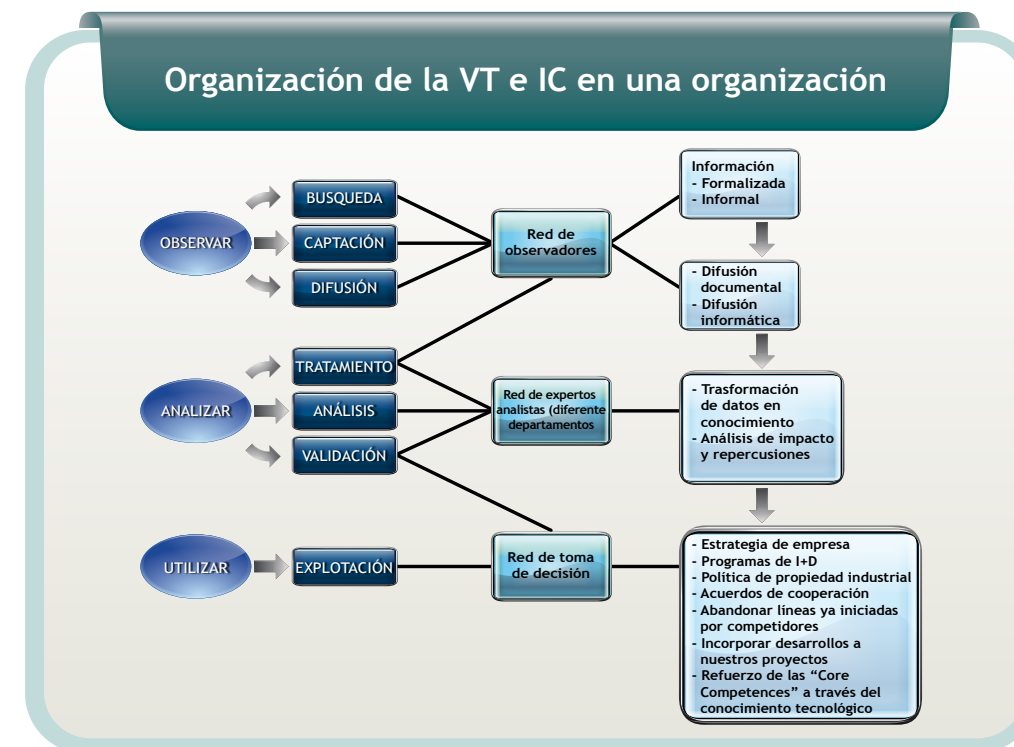 Organización de la VT e IC en una organización
OBSERVAR
BUSQUEDA
CAPTACIÓN
DIFUSIÓN
Red de
observadores
Información
- Formalizada
- Informal
- Difusión
documental
- Difusión
informática
ANALIZAR
TRATAMIENTO
ANÁLISIS
VALIDACIÓN
Red de expertos
analistas (diferente
departamentos
- Trasformación
de datos en
conocimiento
- Análisis de impacto
y repercusiones
UTILIZAR
EXPLOTACIÓN
Red de toma
de decisión
- Estrategia de empresa
- Programas de I+D
- Política de propiedad industrial
- Acuerdos de cooperación
- Abandonar líneas ya iniciadas
por competidores
- Incorporar desarrollos a
nuestros proyectos
- Refuerzo de las “Core
Competences” a través del
conocimiento tecnológico